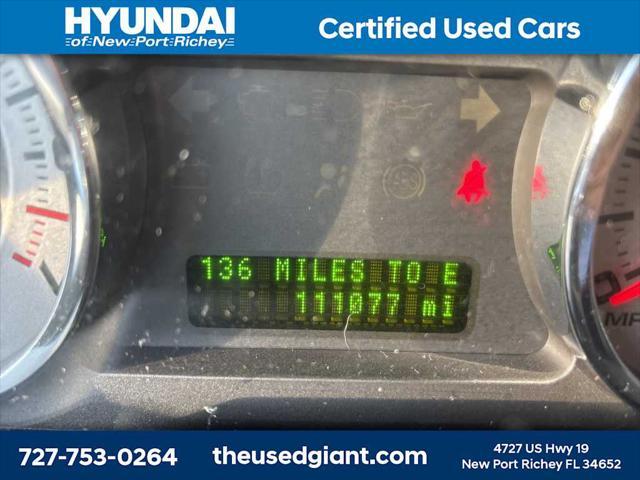 HYUNDAI
of New Port Richey
Certified Used Cars
136 MILES TO E
111077 mi
727-753-0264
theusedgiant.com
4727 US Hwy 19
New Port Richey FL 34652